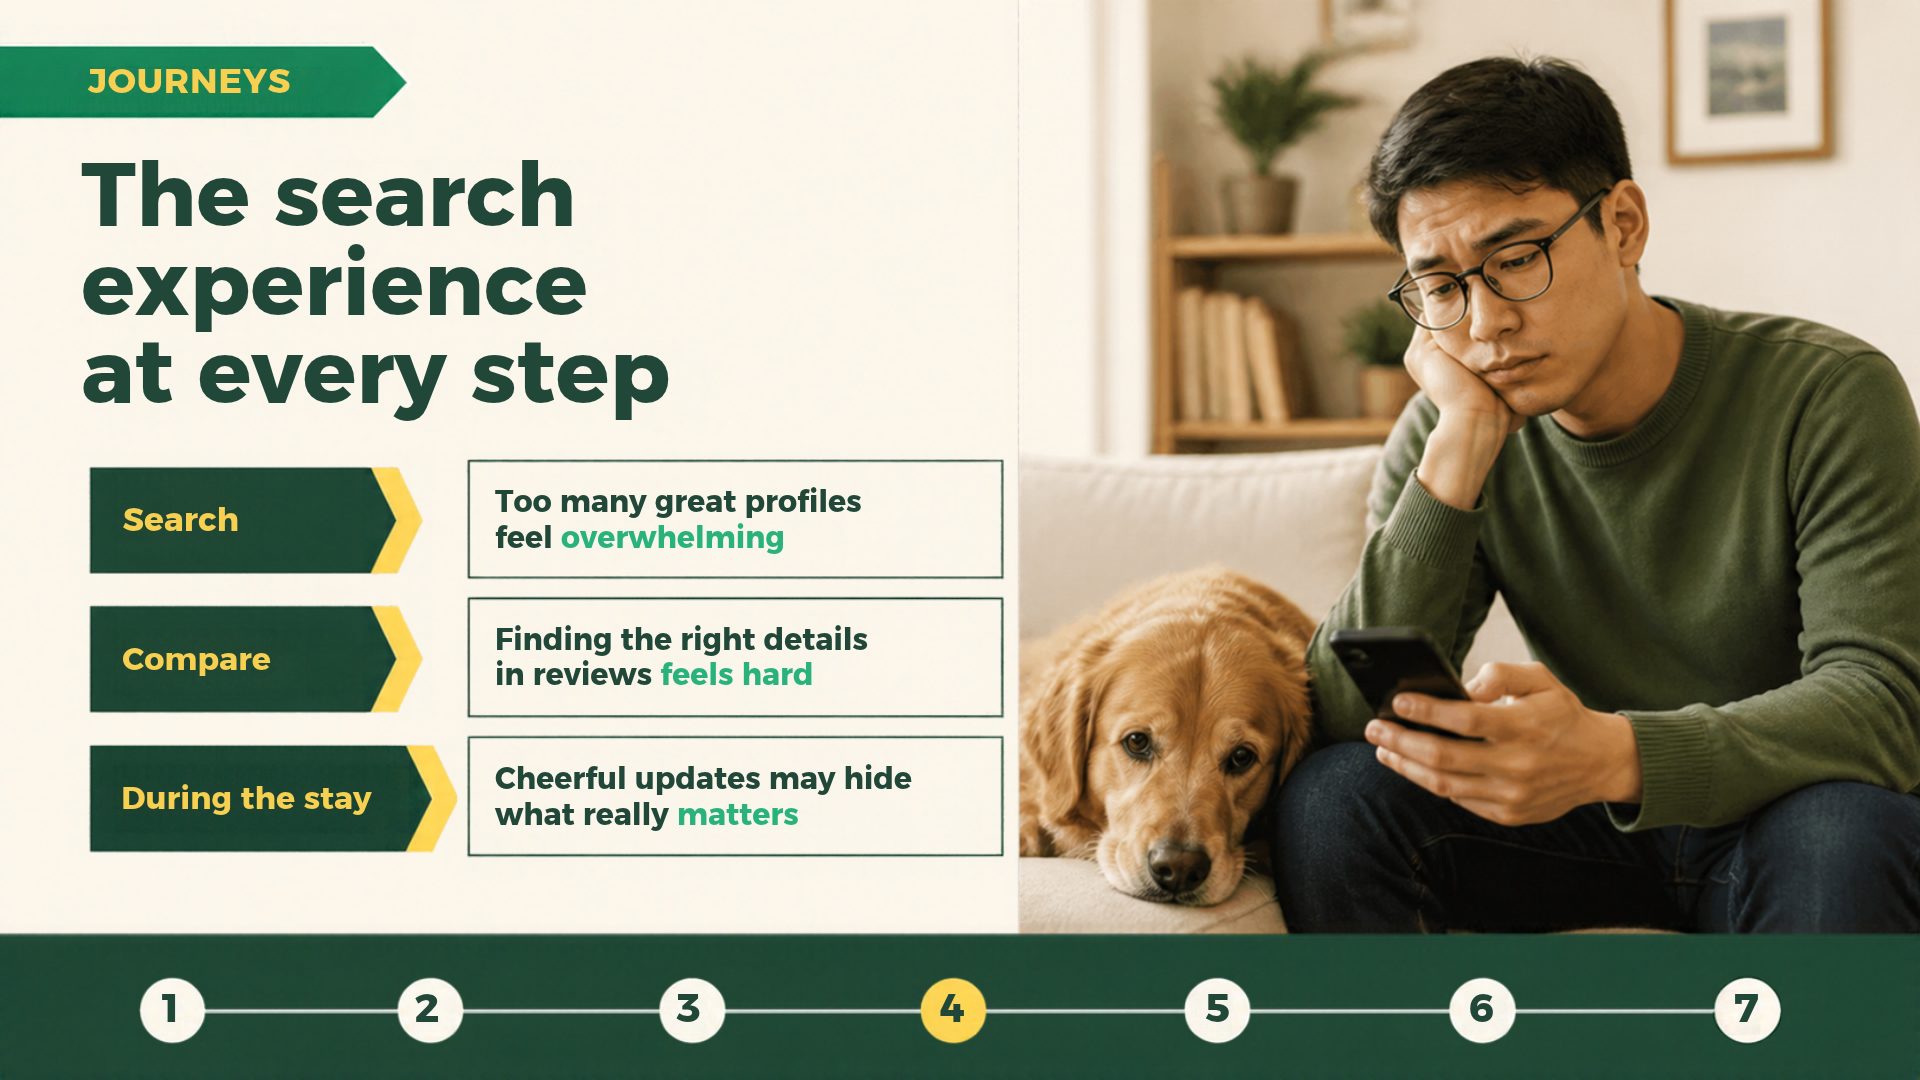 JOURNEYS
The search
experience
at every step
Search
Too many great profiles
feel overwhelming
Compare
Finding the right details
in reviews feels hard
During the stay
Cheerful updates may hide
what really matters
1 2 3 4 5 6 7